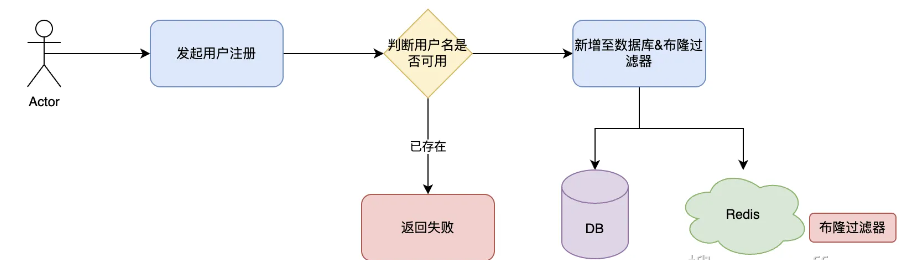 发起用户注册
判断用户名是
否可用
新增至数据库&布隆过
滤器
Actor
已存在
返回失败
DB
Redis
布隆过滤器